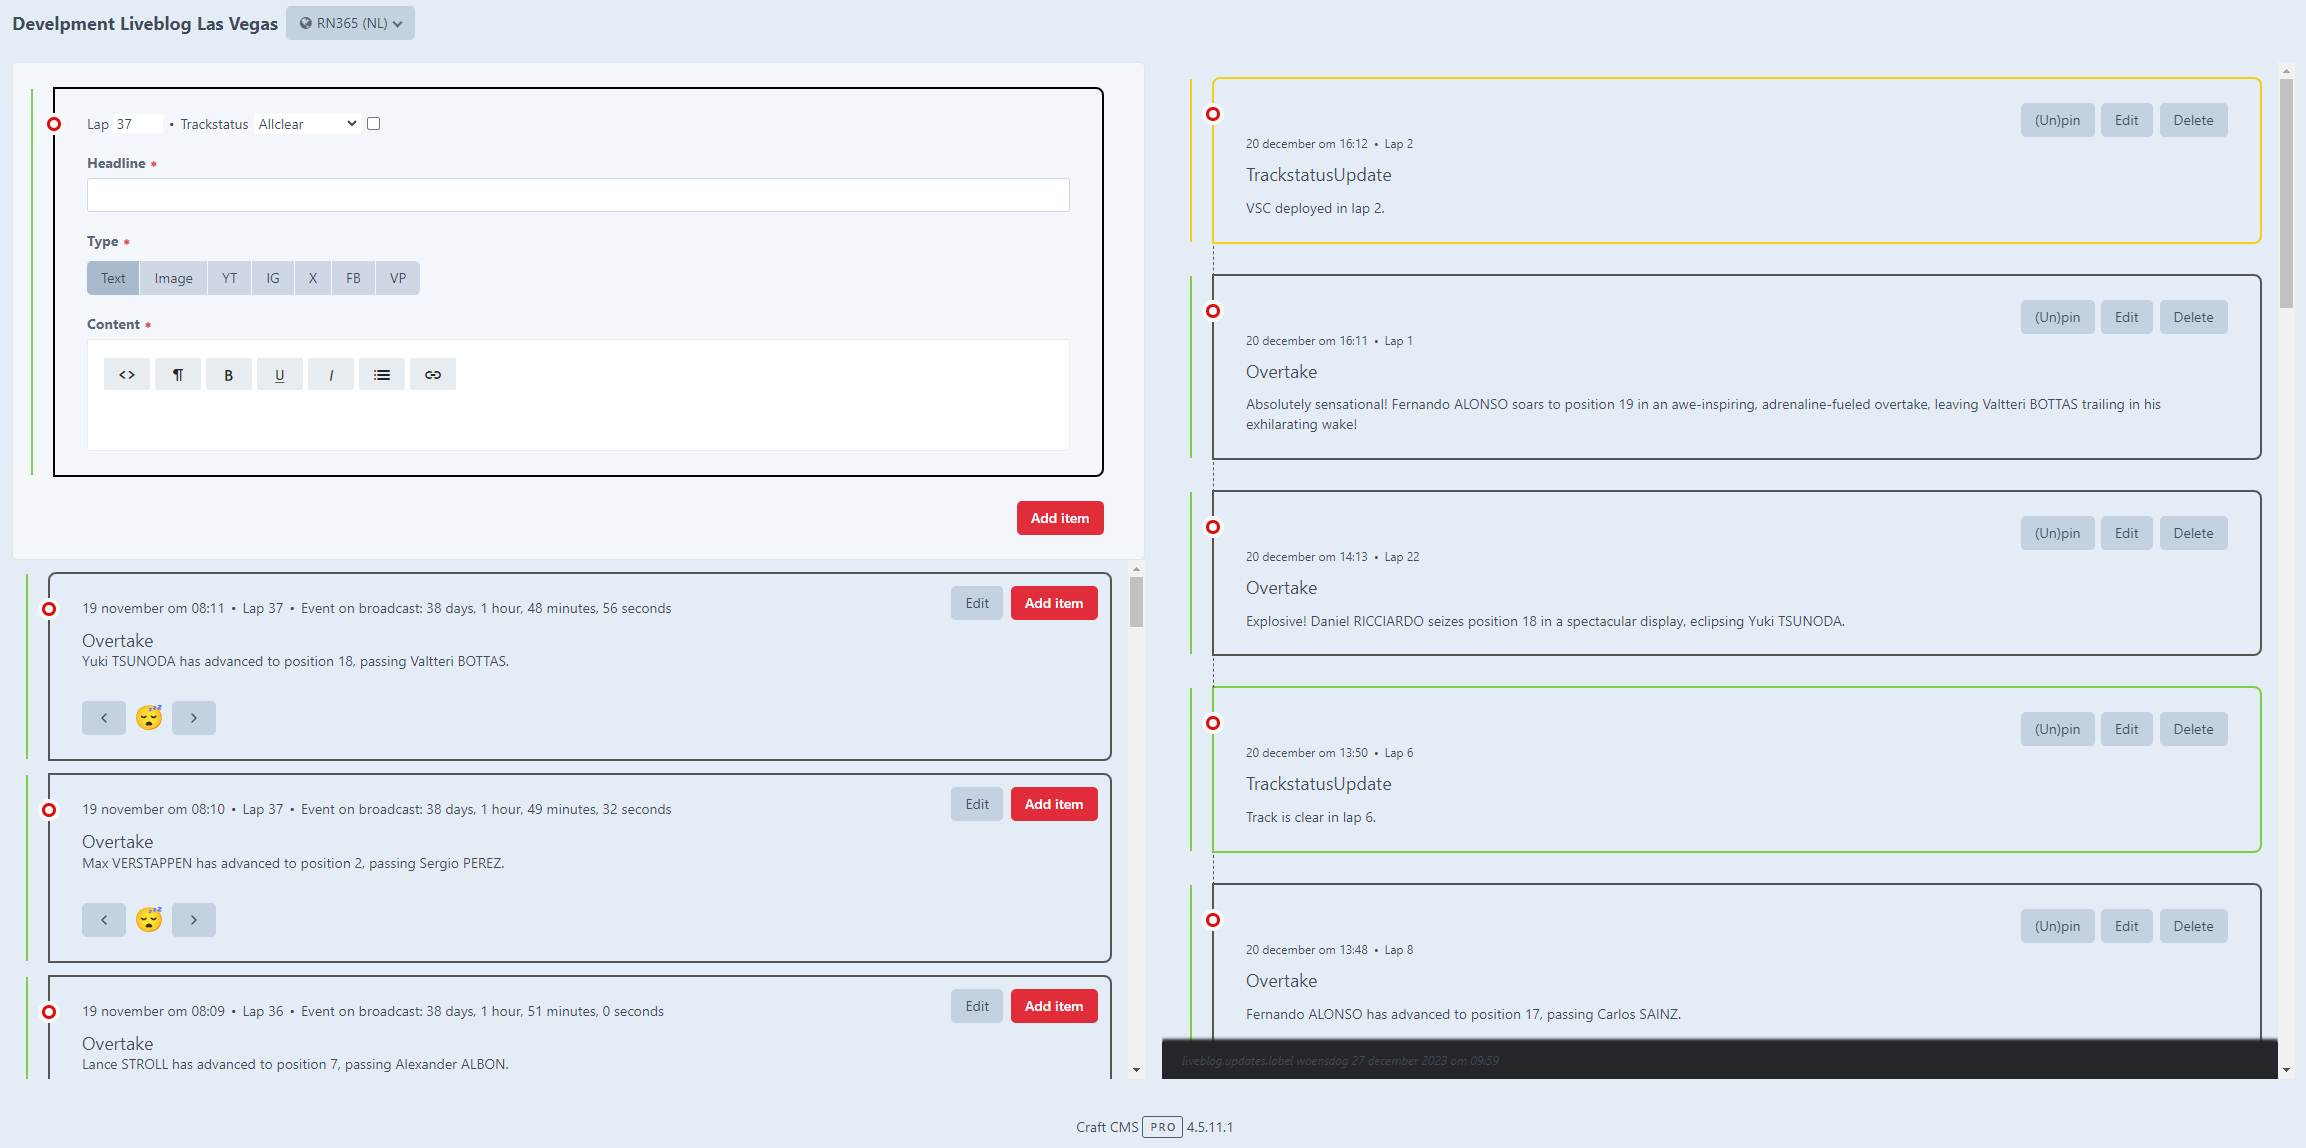 Develpment Liveblog Las Vegas RN365 (NL)
Lap 37 • Trackstatus Allclear
Headline *
Type *
Text Image YT IG X FB VP
Content *
<> ¶ B U I
Add item
19 november om 08:11 • Lap 37 • Event on broadcast: 38 days, 1 hour, 48 minutes, 56 seconds
Edit Add item
Overtake
Yuki TSUNODA has advanced to position 18, passing Valtteri BOTTAS.
19 november om 08:10 • Lap 37 • Event on broadcast: 38 days, 1 hour, 49 minutes, 32 seconds
Edit Add item
Overtake
Max VERSTAPPEN has advanced to position 2, passing Sergio PEREZ.
19 november om 08:09 • Lap 36 • Event on broadcast: 38 days, 1 hour, 51 minutes, 0 seconds
Edit Add item
Overtake
Lance STROLL has advanced to position 7, passing Alexander ALBON.
(Un)pin Edit Delete
20 december om 16:12 • Lap 2
TrackstatusUpdate
VSC deployed in lap 2.
(Un)pin Edit Delete
20 december om 16:11 • Lap 1
Overtake
Absolutely sensational! Fernando ALONSO soars to position 19 in an awe-inspiring, adrenaline-fueled overtake, leaving Valtteri BOTTAS trailing in his
exhilarating wake!
(Un)pin Edit Delete
20 december om 14:13 • Lap 22
Overtake
Explosive! Daniel RICCIARDO seizes position 18 in a spectacular display, eclipsing Yuki TSUNODA.
(Un)pin Edit Delete
20 december om 13:50 • Lap 6
TrackstatusUpdate
Track is clear in lap 6.
(Un)pin Edit Delete
20 december om 13:48 • Lap 8
Overtake
Fernando ALONSO has advanced to position 17, passing Carlos SAINZ.
liveblog.updates.label woensdag 27 december 2023 om 09:59
Craft CMS PRO 4.5.11.1